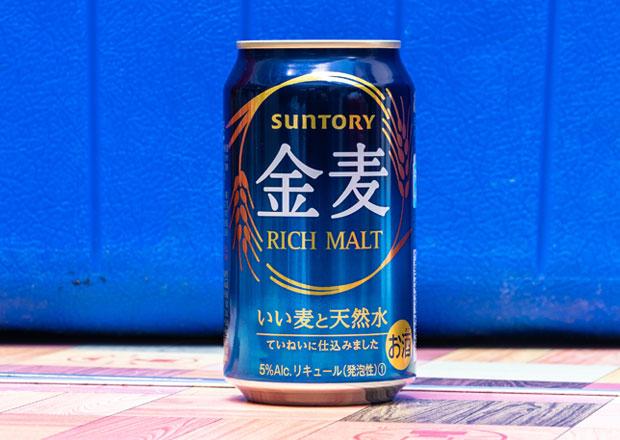 SUNTORY
金麦
RICH MALT
いい麦と天然水
ていねいに仕込みました
お酒
5%Alc. リキュール(発泡性)①